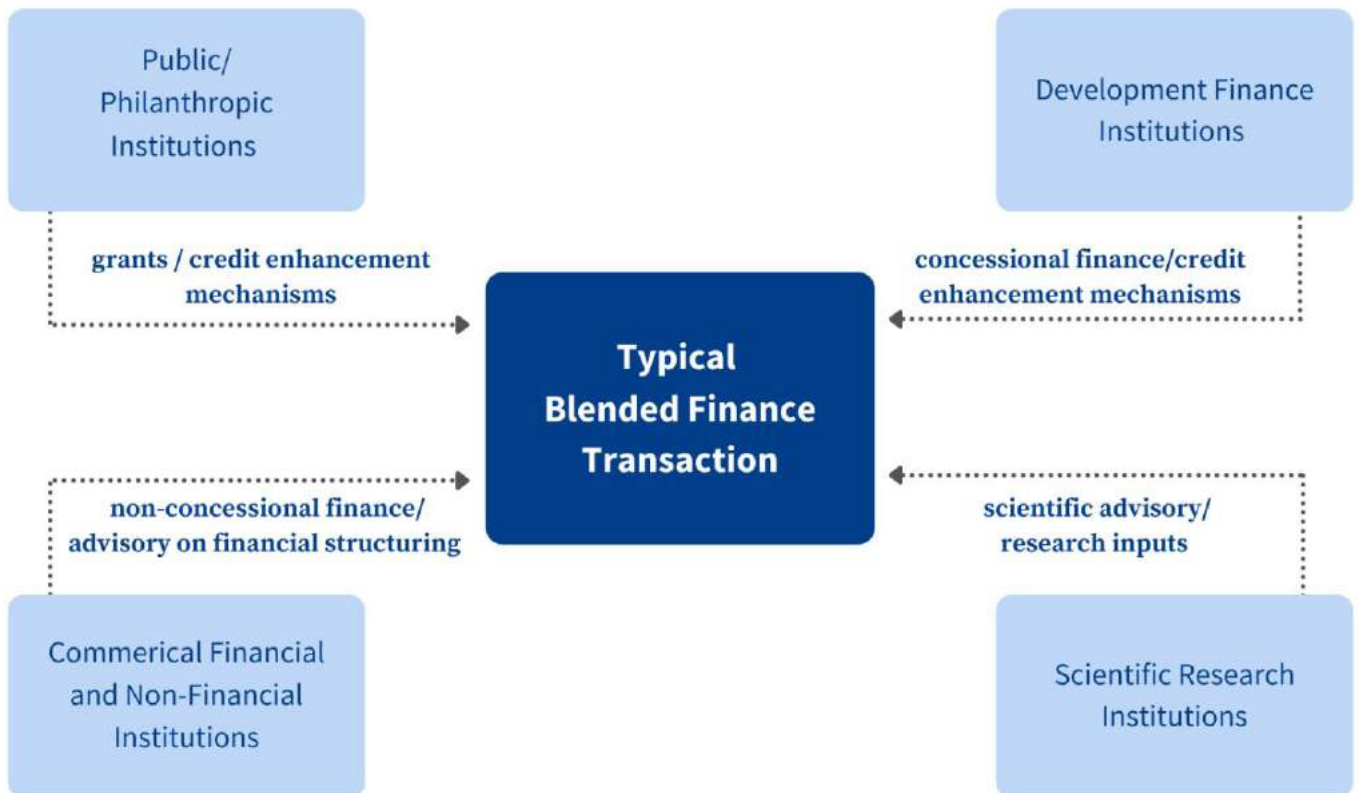 Public/
Philanthropic
Institutions
Development Finance
Institutions
grants / credit enhancement
mechanisms
concessional finance/credit
enhancement mechanisms
Typical
Blended Finance
Transaction
non-concessional finance/
advisory on financial structuring
scientific advisory/
research inputs
Commerical Financial
and Non-Financial
Institutions
Scientific Research
Institutions